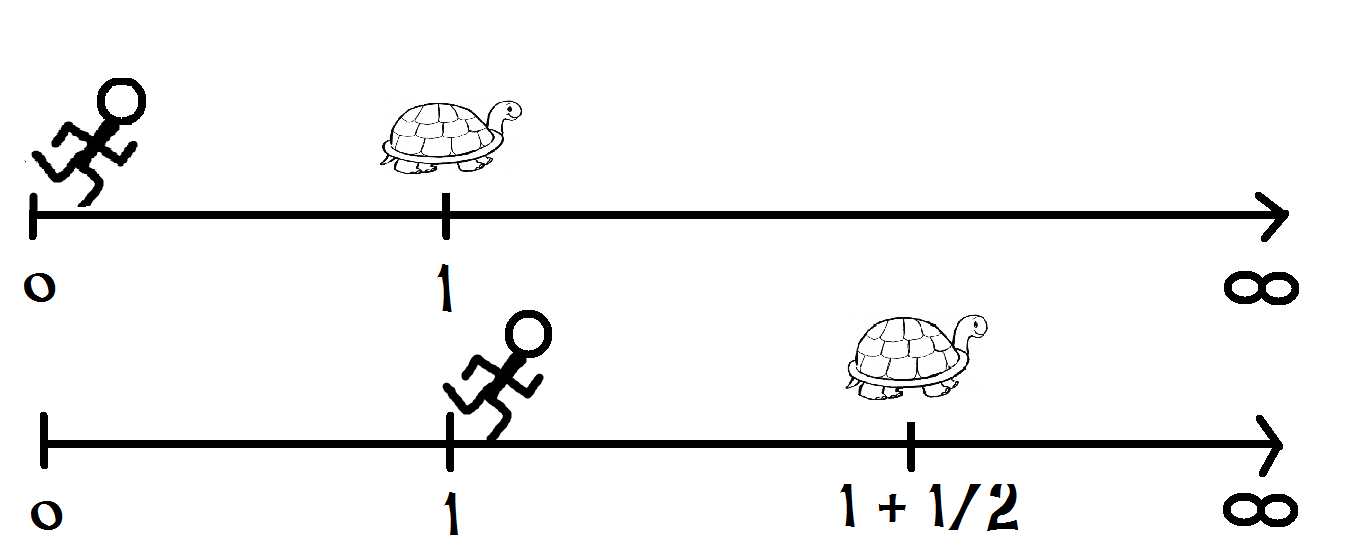 0 1 ∞
0 1 1 + 1/2 ∞